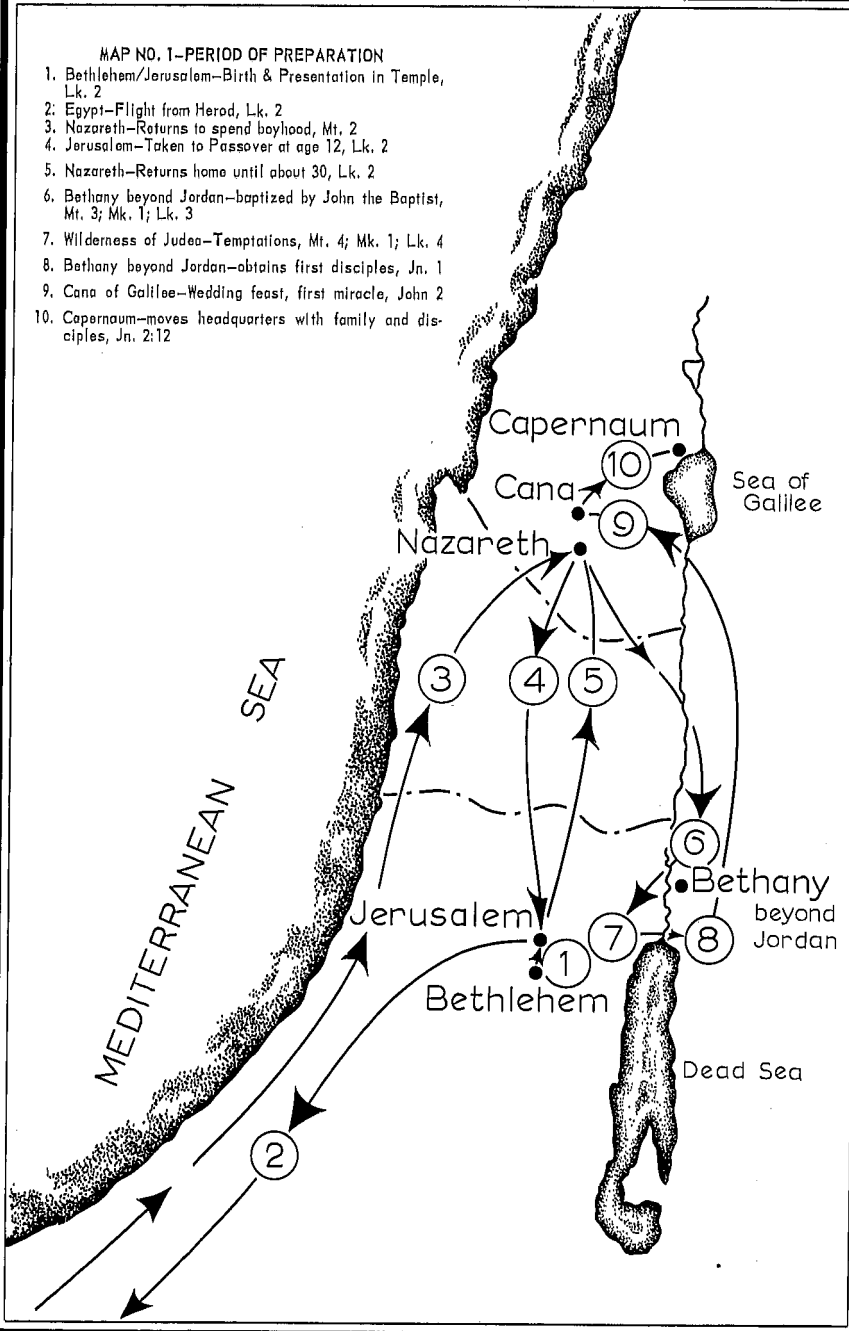 MAP NO. 1-PERIOD OF PREPARATION
1. Bethlehem/Jerusalem-Birth & Presentation in Temple,
Lk. 2
2. Egypt-Flight from Herod, Lk. 2
3. Nazareth-Returns to spend boyhood, Mt. 2
4. Jerusalem-Taken to Passover at age 12, Lk. 2
5. Nazareth-Returns home until about 30, Lk. 2
6. Bethany beyond Jordan-baptized by John the Baptist,
Mt. 3; Mk. 1; Lk. 3
7. Wilderness of Judea-Temptations, Mt. 4; Mk. 1; Lk. 4
8. Bethany beyond Jordan-obtains first disciples, Jn. 1
9. Cana of Galilee-Wedding feast, first miracle, John 2
10. Capernaum-moves headquarters with family and dis-
ciples, Jn. 2:12
Capernaum
10
Cana
Sea of
Galilee
9
Nazareth
3
4
5
MEDITERRANEAN SEA
6
Bethany
beyond
Jordan
Jerusalem
7
8
1
Bethlehem
Dead Sea
2